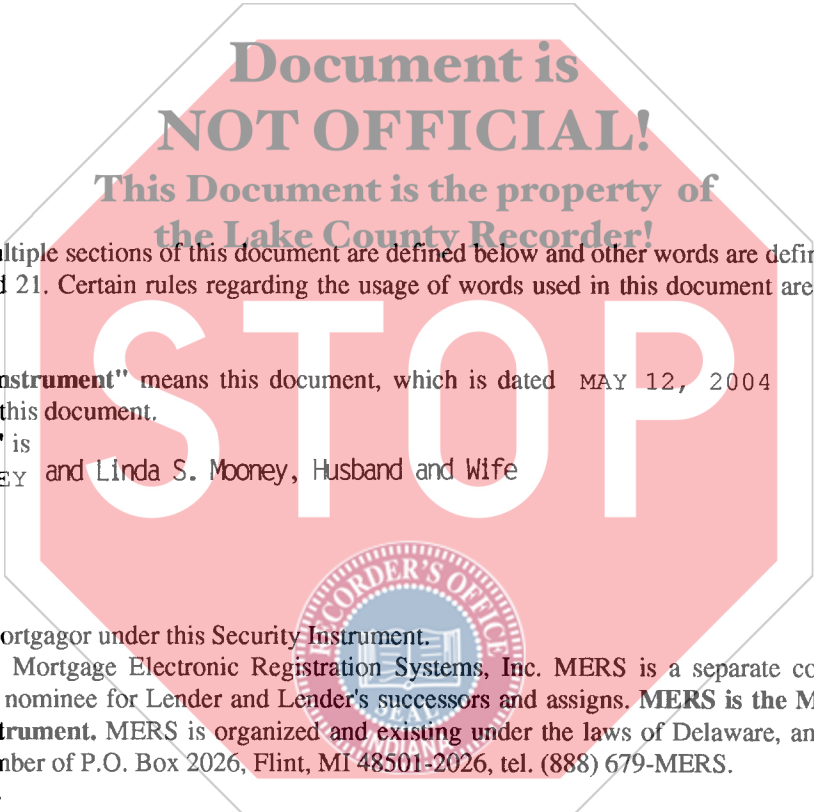 Document is
NOT OFFICIAL!
This Document is the property of
the Lake County Recorder!
ltiple sections of this document are defined below and other words are defin
21. Certain rules regarding the usage of words used in this document are
STOP
nstrument" means this document, which is dated MAY 12, 2004
this document.
" is
EY and Linda S. Mooney, Husband and Wife
RECORDER'S OFFICE
ortgagor under this Security Instrument.
Mortgage Electronic Registration Systems, Inc. MERS is a separate co
nominee for Lender and Lender's successors and assigns. MERS is the M
SEAL
trument. MERS is organized and existing under the laws of Delaware, an
INDIANA
nber of P.O. Box 2026, Flint, MI 48501-2026, tel. (888) 679-MERS.